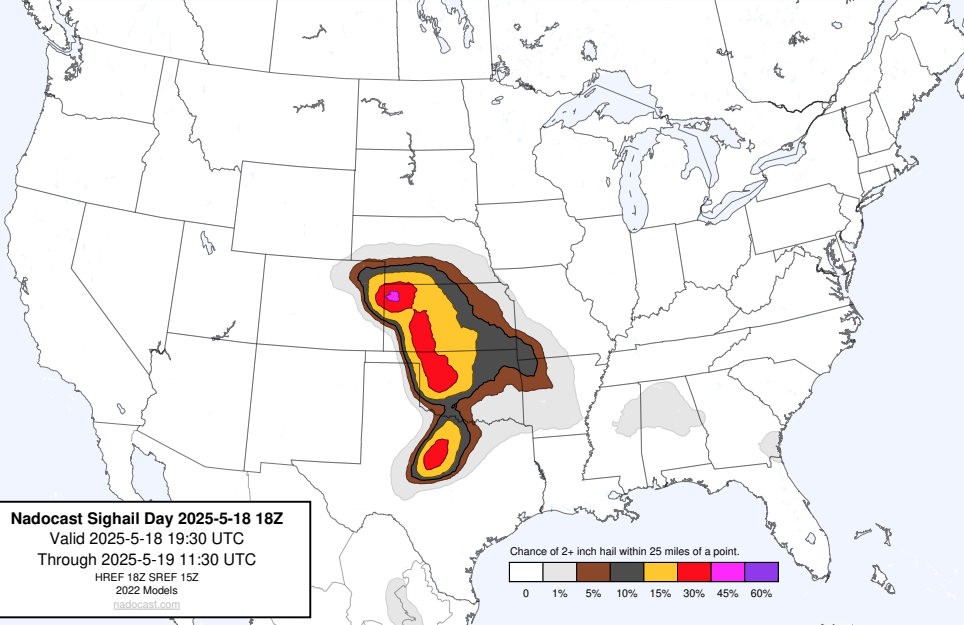 Nadocast Sighail Day 2025-5-18 18Z
Valid 2025-5-18 19:30 UTC
Through 2025-5-19 11:30 UTC
HREF 18Z SREF 15Z
2022 Models
nadocast.com
Chance of 2+ inch hail within 25 miles of a point.
0 1% 5% 10% 15% 30% 45% 60%